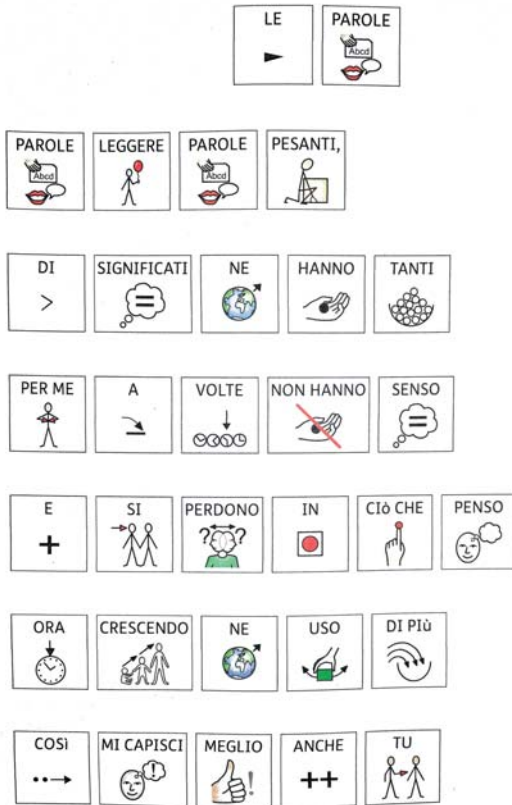 LE PAROLE
PAROLE LEGGERE PAROLE PESANTI,
DI SIGNIFICATI NE HANNO TANTI
PER ME A VOLTE NON HANNO SENSO
E SI PERDONO IN CIò CHE PENSO
ORA CRESCENDO NE USO DI PIù
COSì MI CAPISCI MEGLIO ANCHE TU